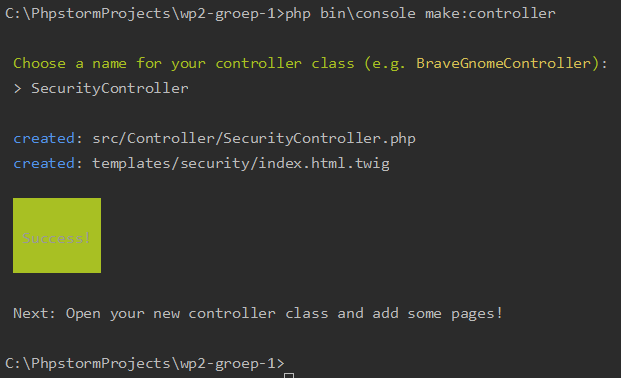 C:\PhpstormProjects\wp2-groep-1>php bin\console make:controller
Choose a name for your controller class (e.g. BraveGnomeController):
> SecurityController
created: src/Controller/SecurityController.php
created: templates/security/index.html.twig
Success!
Next: Open your new controller class and add some pages!
C:\PhpstormProjects\wp2-groep-1>